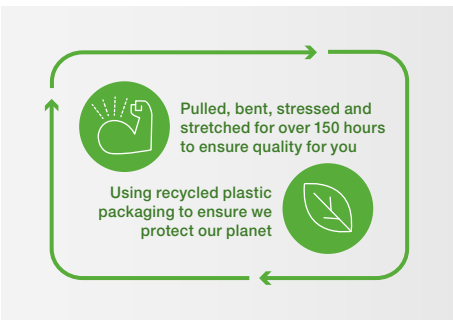 Pulled, bent, stressed and
stretched for over 150 hours
to ensure quality for you
Using recycled plastic
packaging to ensure we
protect our planet